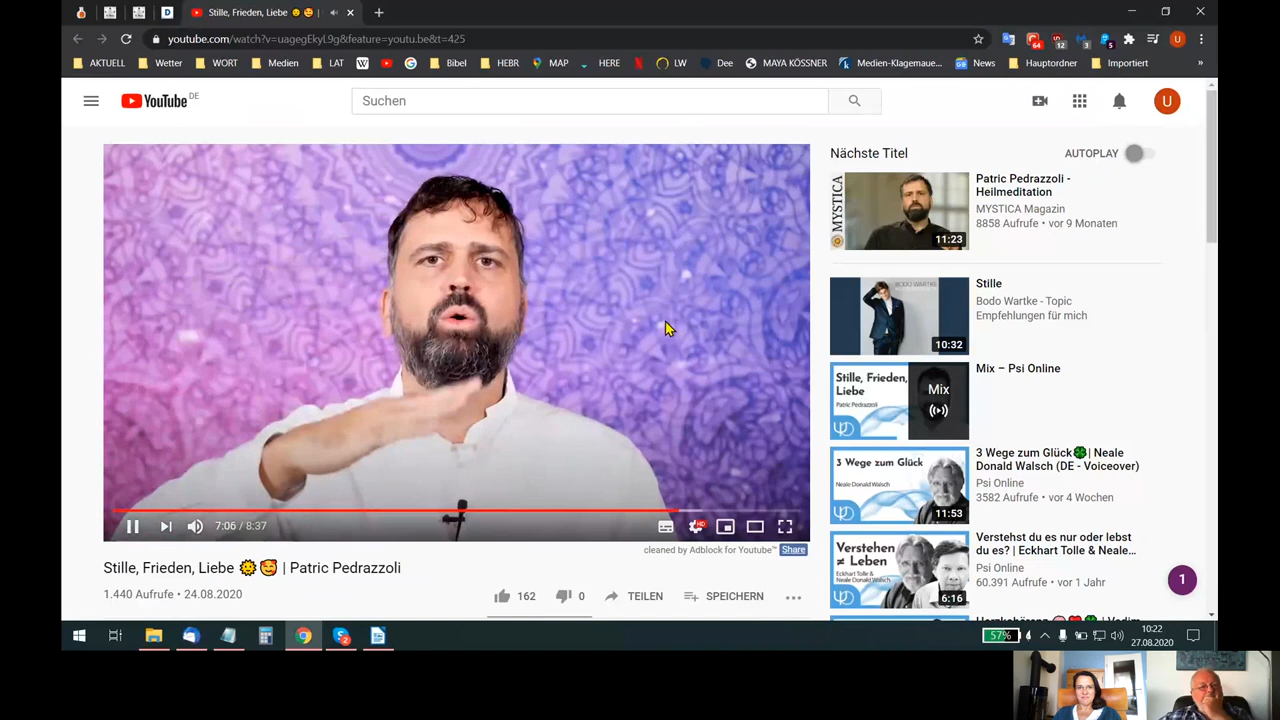 Stille, Frieden, Liebe 🌞🥰 |
youtube.com/watch?v=uagegEkyL9g&feature=youtu.be&t=425
64
12
3
5
U
AKTUELL
Wetter
WORT
Medien
LAT
Bibel
HEBR
MAP
HERE
LW
Dee
MAYA KÖSSNER
Medien-Klagemaue...
News
Hauptordner
Importiert
YouTube DE
Suchen
U
Nächste Titel
AUTOPLAY
MYSTICA
11:23
Patric Pedrazzoli -
Heilmeditation
MYSTICA Magazin
8858 Aufrufe • vor 9 Monaten
BODO WARTKE
10:32
Stille
Bodo Wartke - Topic
Empfehlungen für mich
Stille, Frieden,
Liebe
Patric Pedrazzoli
Mix
Mix – Psi Online
3 Wege zum Glück
Neale Donald Walsch
11:53
3 Wege zum Glück🍀| Neale
Donald Walsch (DE - Voiceover)
Psi Online
3582 Aufrufe • vor 4 Wochen
Verstehen
≠ Leben
Eckhart Tolle &
Neale Donald Walsch
6:16
Verstehst du es nur oder lebst
du es? | Eckhart Tolle & Neale...
Psi Online
60.391 Aufrufe • vor 1 Jahr
7:06 / 8:37
HD
cleaned by Adblock for Youtube™ Share
Stille, Frieden, Liebe 🌞🥰 | Patric Pedrazzoli
1.440 Aufrufe • 24.08.2020
162
0
TEILEN
SPEICHERN
1
2
57%
10:22
27.08.2020